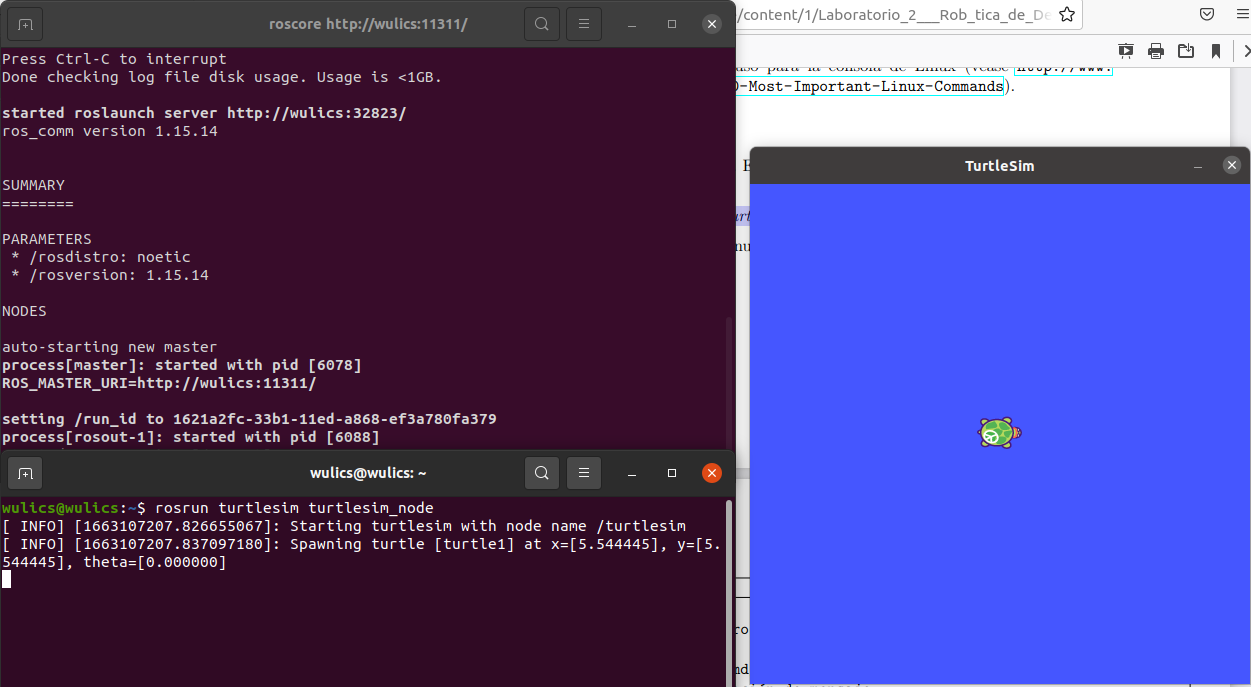 roscore http://wulics:11311/
Press Ctrl-C to interrupt
Done checking log file disk usage. Usage is <1GB.
started roslaunch server http://wulics:32823/
ros_comm version 1.15.14
SUMMARY
========
PARAMETERS
* /rosdistro: noetic
* /rosversion: 1.15.14
NODES
auto-starting new master
process[master]: started with pid [6078]
ROS_MASTER_URI=http://wulics:11311/
setting /run_id to 1621a2fc-33b1-11ed-a868-ef3a780fa379
process[rosout-1]: started with pid [6088]
wulics@wulics: ~
wulics@wulics:~$ rosrun turtlesim turtlesim_node
[ INFO] [1663107207.826655067]: Starting turtlesim with node name /turtlesim
[ INFO] [1663107207.837097180]: Spawning turtle [turtle1] at x=[5.544445], y=[5.
544445], theta=[0.000000]
/content/1/Laboratorio_2___Rob_tica_de_De
para la consola de Linux (véase http://www.
-Most-Important-Linux-Commands).
TurtleSim